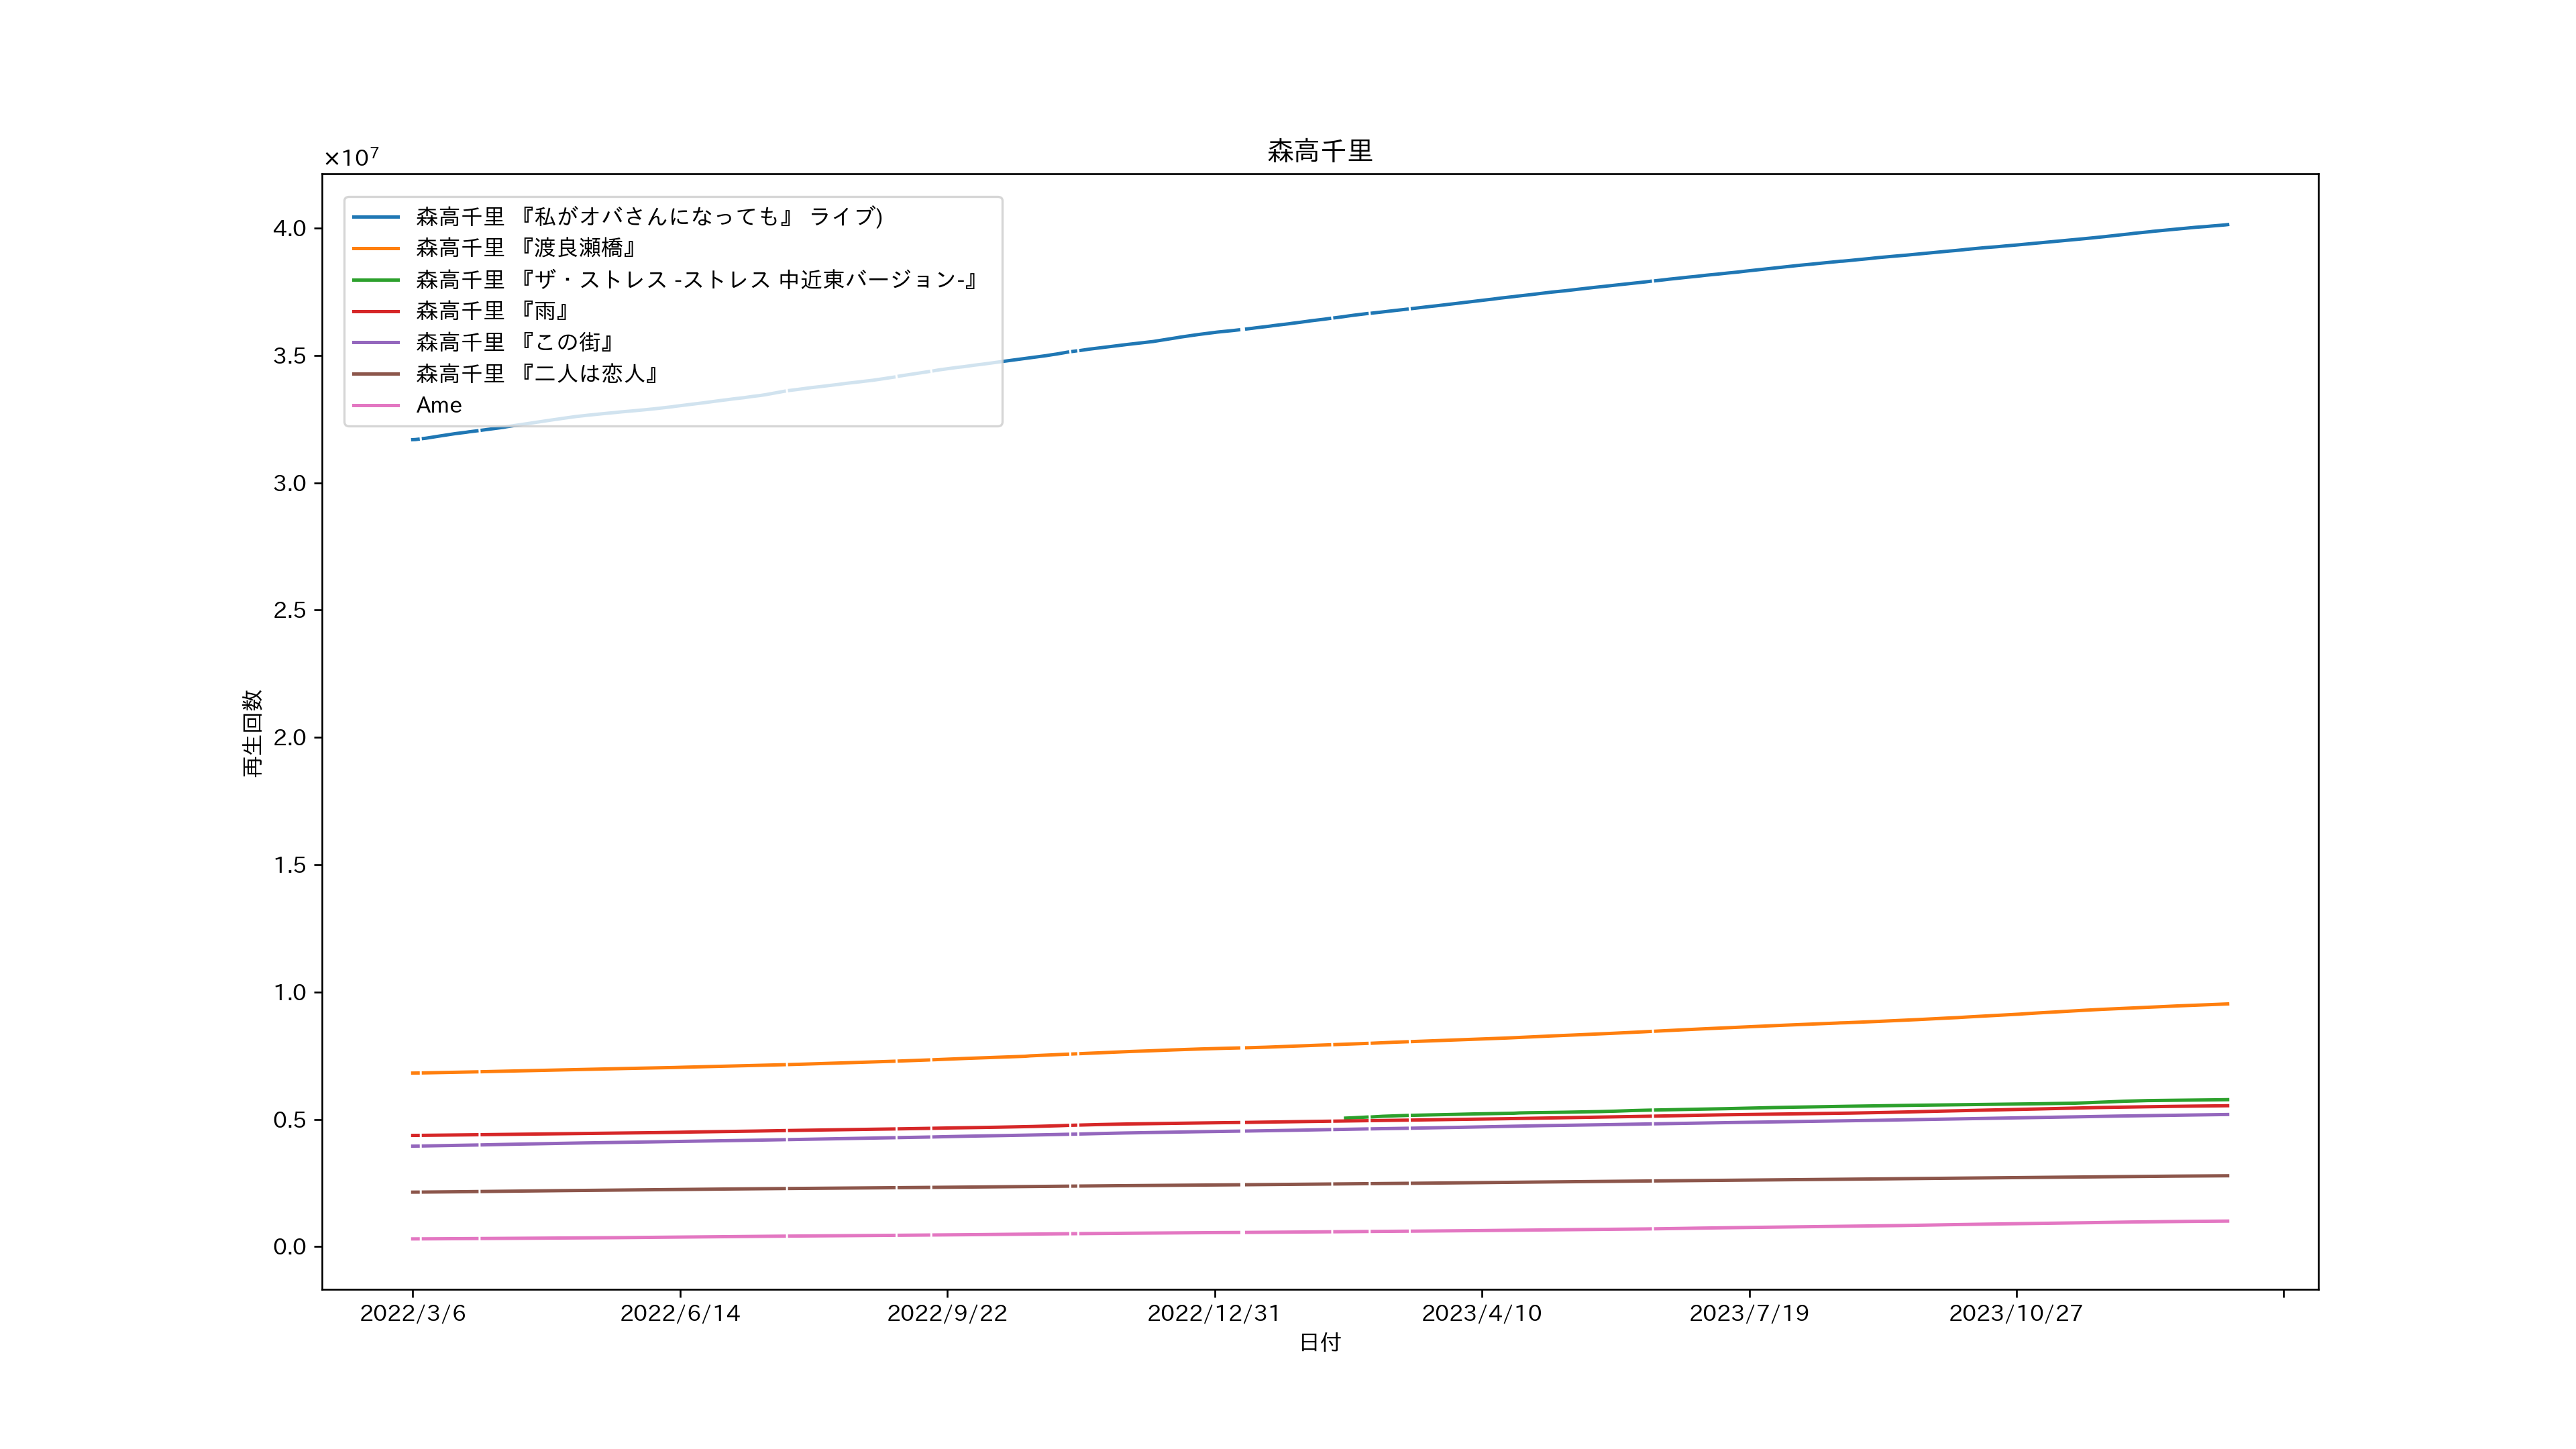 森高千里
×10⁷
森高千里 『私がオバさんになっても』 ライブ)
森高千里 『渡良瀬橋』
森高千里 『ザ・ストレス -ストレス 中近東バージョン-』
森高千里 『雨』
森高千里 『この街』
森高千里 『二人は恋人』
Ame
4.0
3.5
3.0
2.5
2.0
1.5
1.0
0.5
0.0
再生回数
2022/3/6 2022/6/14 2022/9/22 2022/12/31 2023/4/10 2023/7/19 2023/10/27
日付